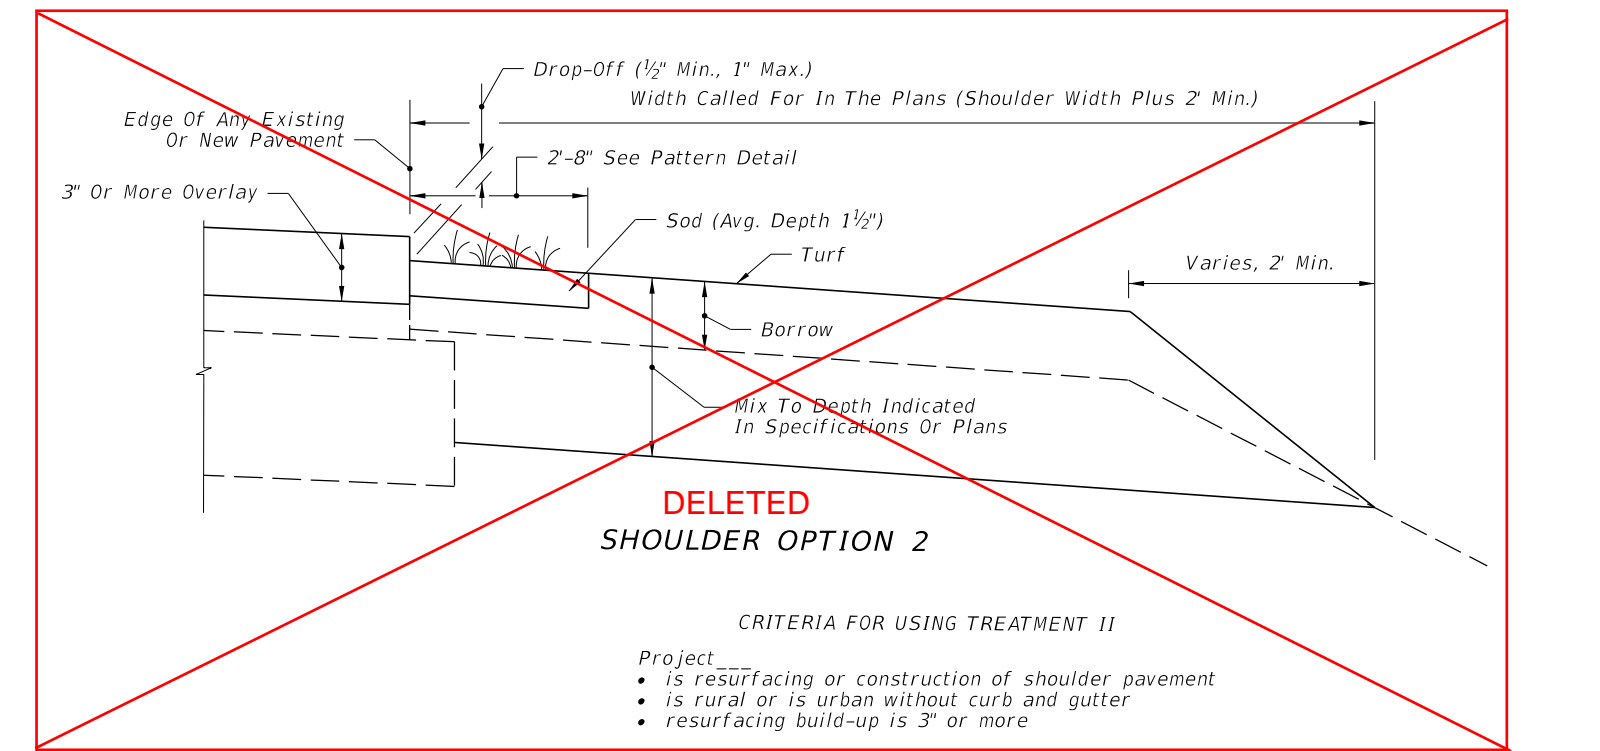 Drop-Off (½" Min., 1" Max.)
Width Called For In The Plans (Shoulder Width Plus 2' Min.)
Edge Of Any Existing
Or New Pavement
2'-8" See Pattern Detail
3" Or More Overlay
Sod (Avg. Depth 1½")
Turf
Varies, 2' Min.
Borrow
Mix To Depth Indicated
In Specifications Or Plans
DELETED
SHOULDER OPTION 2
CRITERIA FOR USING TREATMENT II
Project___
• is resurfacing or construction of shoulder pavement
• is rural or is urban without curb and gutter
• resurfacing build-up is 3" or more